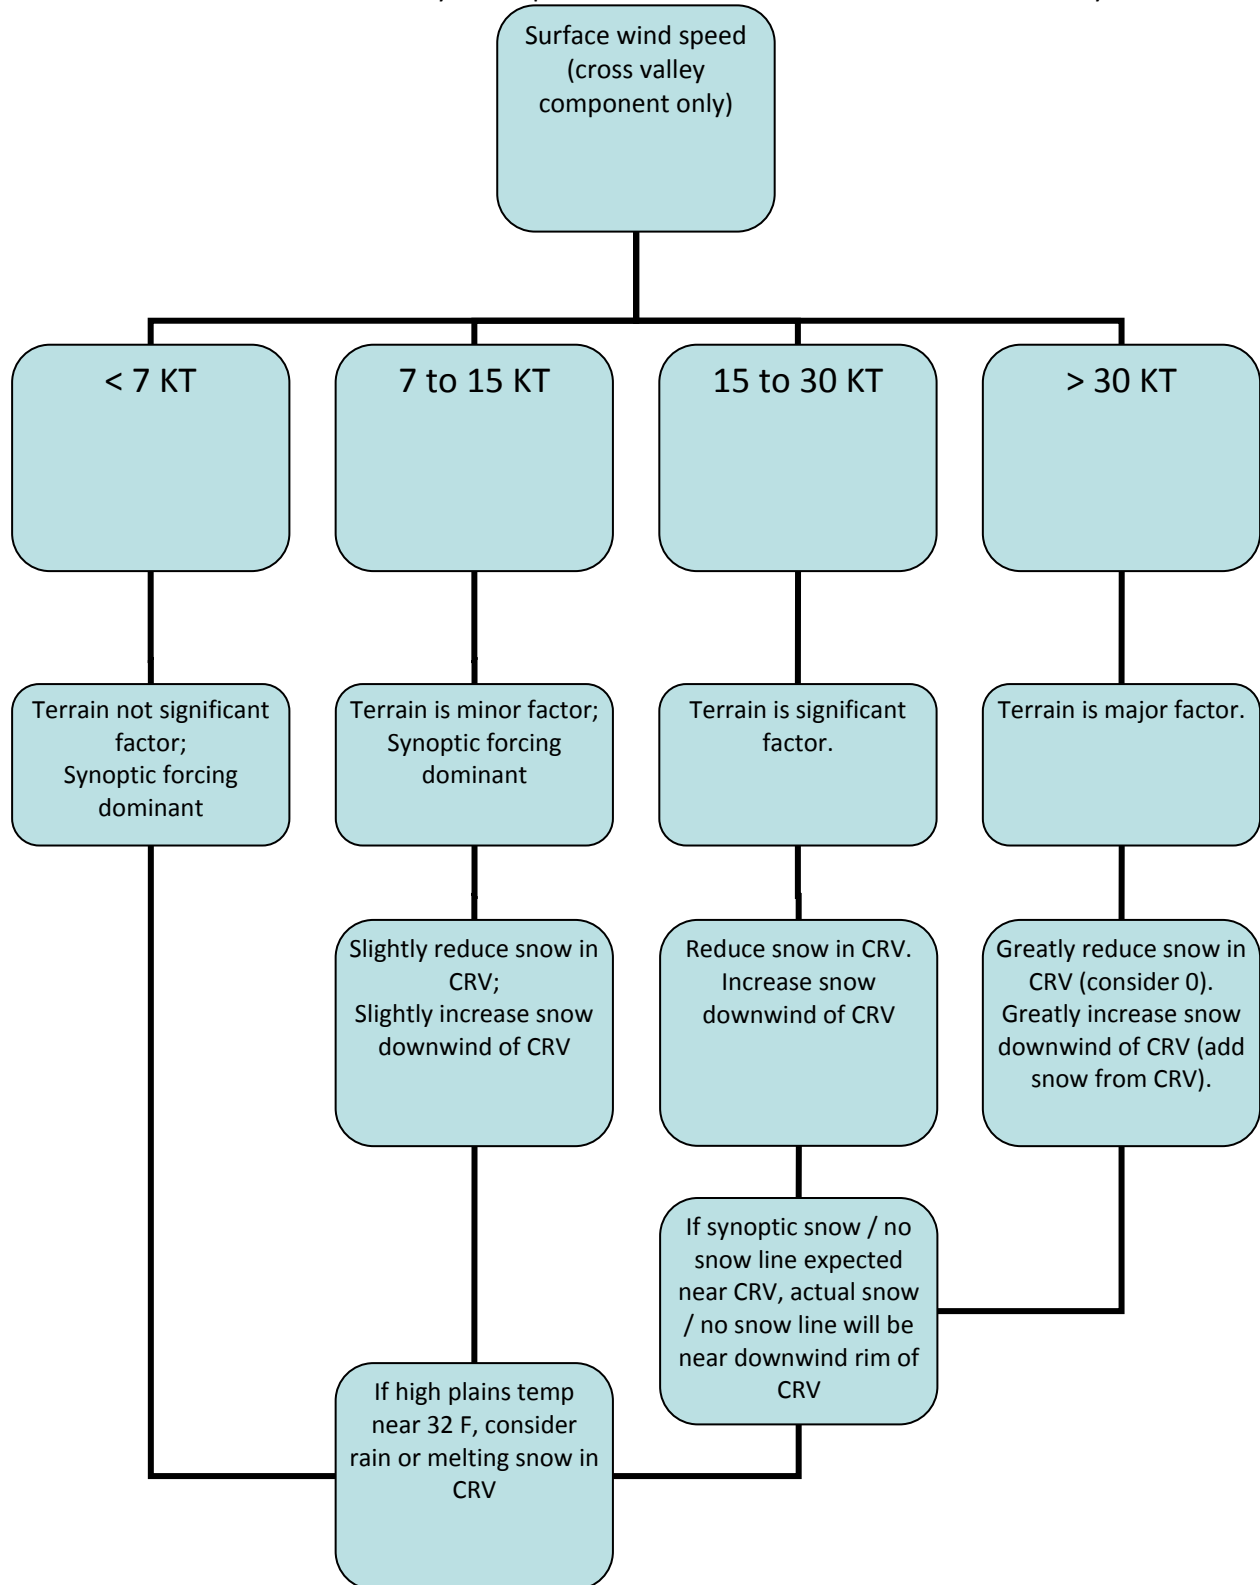 Surface wind speed
(cross valley
component only)
< 7 KT
7 to 15 KT
15 to 30 KT
> 30 KT
Terrain not significant
factor;
Synoptic forcing
dominant
Terrain is minor factor;
Synoptic forcing
dominant
Terrain is significant
factor.
Terrain is major factor.
Slightly reduce snow in
CRV;
Slightly increase snow
downwind of CRV
Reduce snow in CRV.
Increase snow
downwind of CRV
Greatly reduce snow in
CRV (consider 0).
Greatly increase snow
downwind of CRV (add
snow from CRV).
If synoptic snow / no
snow line expected
near CRV, actual snow
/ no snow line will be
near downwind rim of
CRV
If high plains temp
near 32 F, consider
rain or melting snow in
CRV